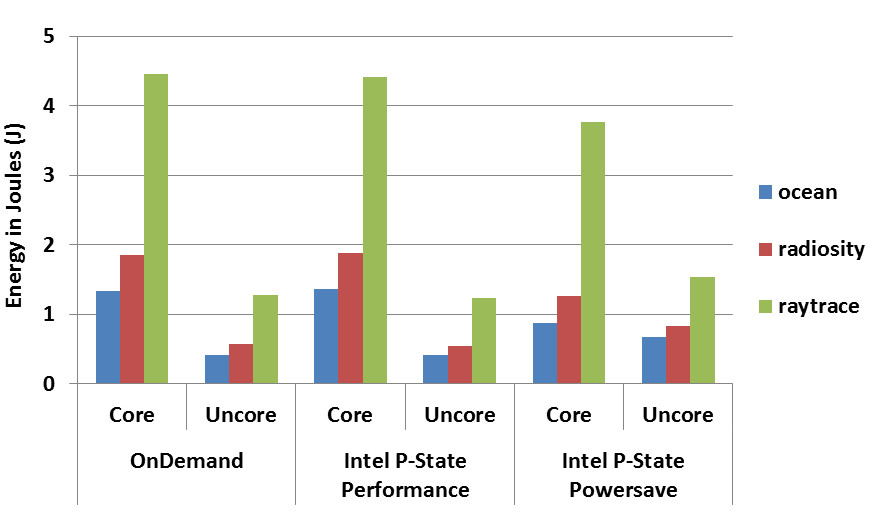 Energy in Joules (J)
5
4
3
2
1
0
Core
Uncore
Core
Uncore
Core
Uncore
OnDemand
Intel P-State
Performance
Intel P-State
Powersave
ocean
radiosity
raytrace